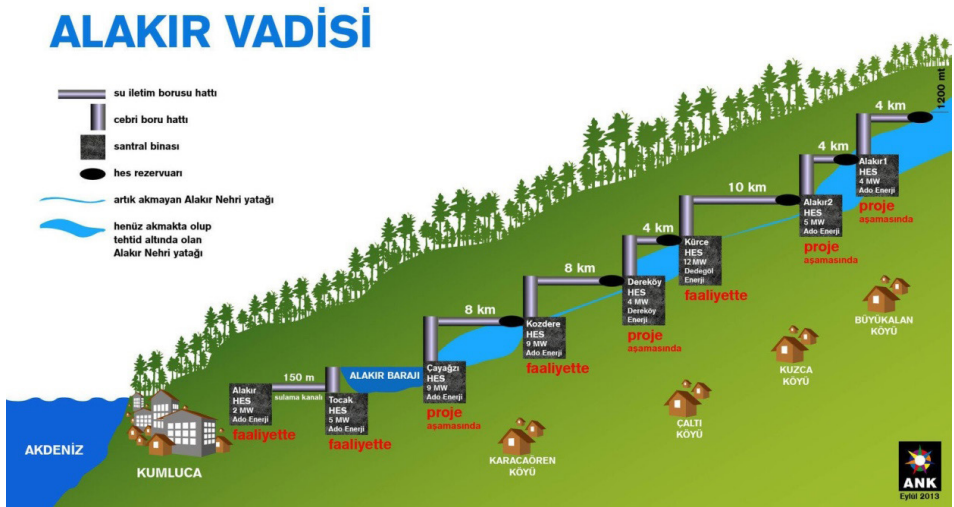 ALAKIR VADİSİ
su iletim borusu hattı
cebri boru hattı
santral binası
hes rezervuarı
artık akmayan Alakır Nehri yatağı
henüz akmakta olup
tehtid altında olan
Alakır Nehri yatağı
1200 mt
4 km
Alakır1
HES
4 MW
Ado Enerji
proje
aşamasında
4 km
Alakır2
HES
5 MW
Ado Enerji
proje
aşamasında
10 km
Kürce
HES
12 MW
Dedegöl
Enerji
faaliyette
4 km
Dereköy
HES
4 MW
Dereköy
Enerji
proje
aşamasında
8 km
Kozdere
HES
9 MW
Ado Enerji
faaliyette
8 km
Çayağzı
HES
9 MW
Ado Enerji
proje
aşamasında
ALAKIR BARAJI
Tocak
HES
5 MW
Ado Enerji
faaliyette
150 m
sulama kanalı
Alakır
HES
2 MW
Ado Enerji
faaliyette
BÜYÜKALAN
KÖYÜ
KUZCA
KÖYÜ
ÇALTI
KÖYÜ
KARACAÖREN
KÖYÜ
AKDENİZ
KUMLUCA
ANK
Eylül 2013